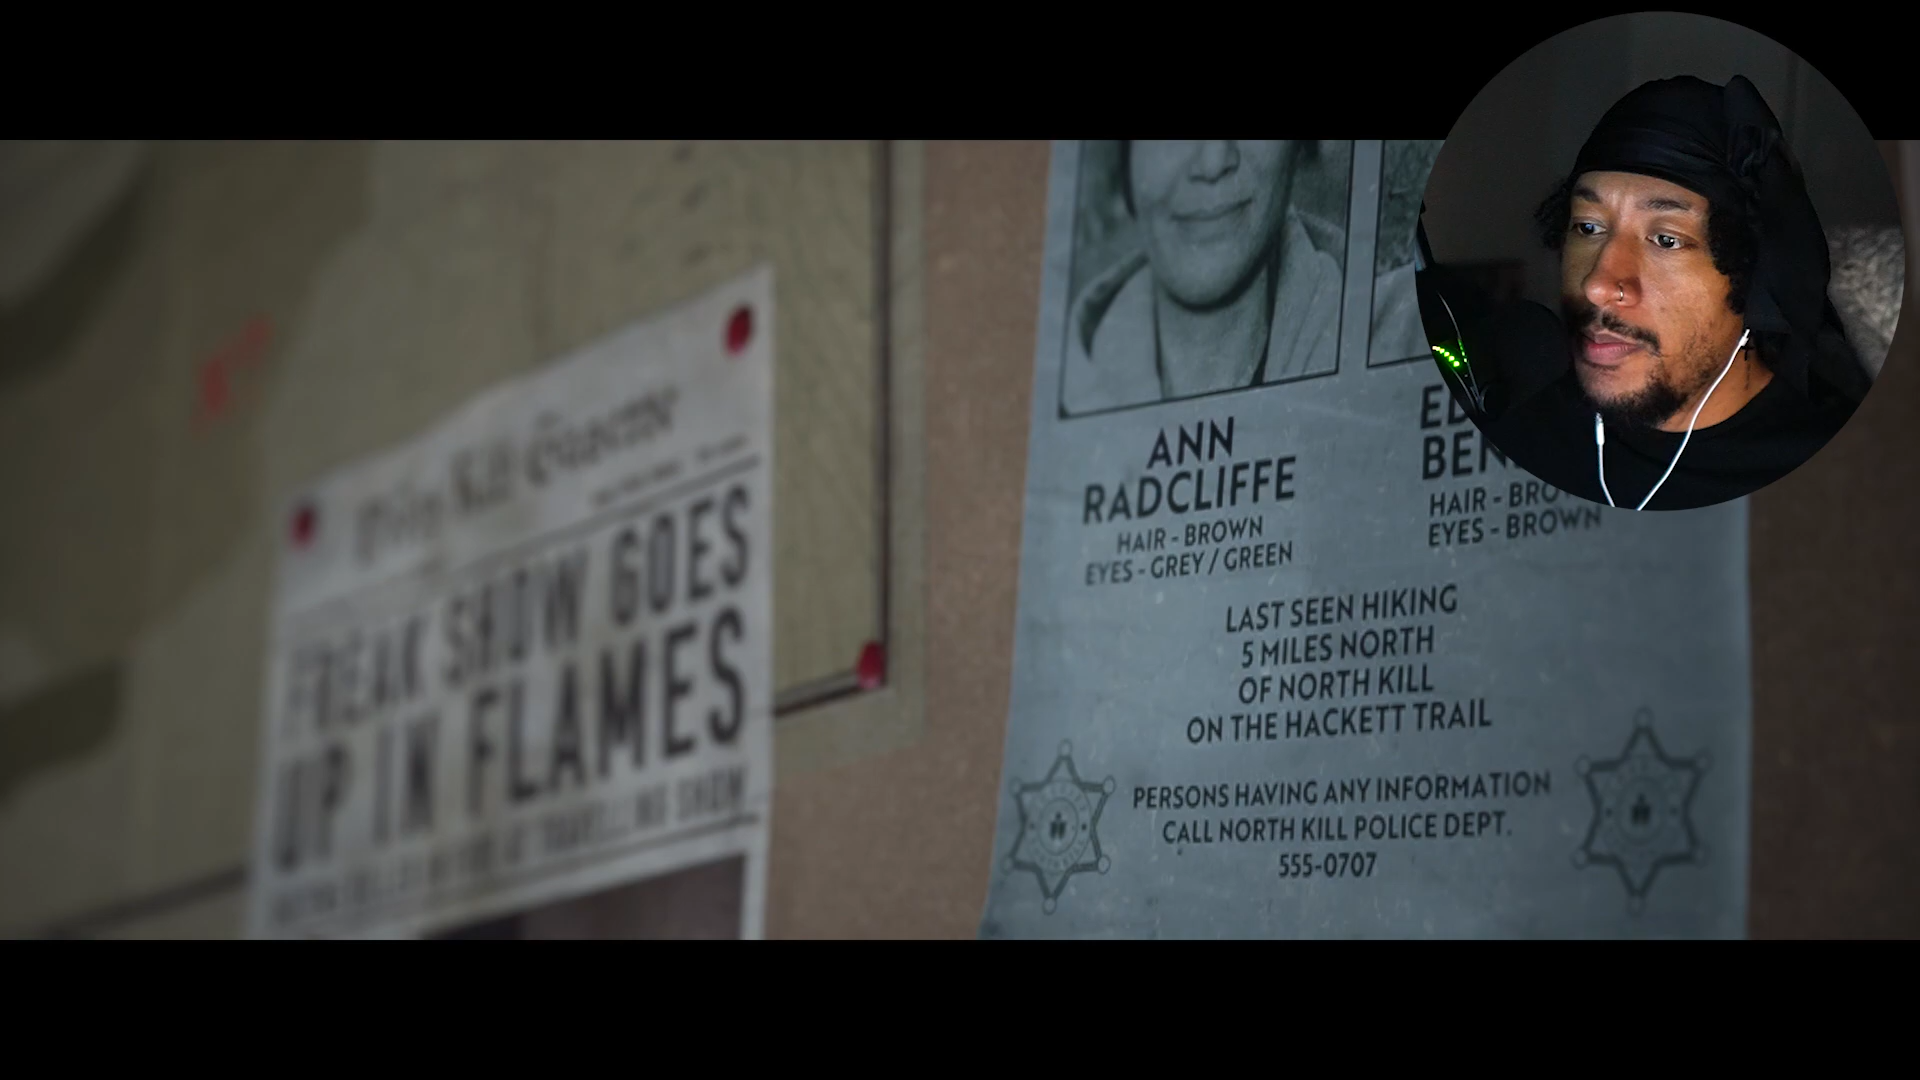 FREAK SHOW GOES
UP IN FLAMES
ANN
RADCLIFFE
HAIR - BROWN
EYES - GREY / GREEN
HAIR -
EYES - BROWN
LAST SEEN HIKING
5 MILES NORTH
OF NORTH KILL
ON THE HACKETT TRAIL
PERSONS HAVING ANY INFORMATION
CALL NORTH KILL POLICE DEPT.
555-0707